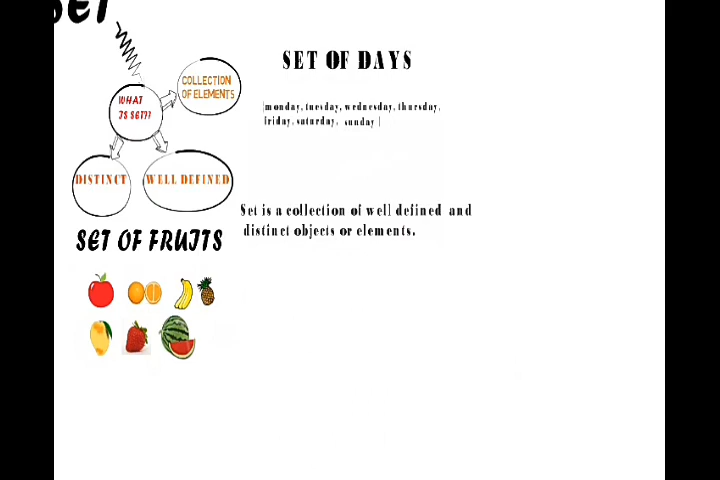 SET
SET OF DAYS
COLLECTION
OF ELEMENTS
WHAT
IS SET??
{monday, tuesday, wednesday, thursday,
friday, saturday, sunday }
DISTINCT
WELL DEFINED
Set is a collection of well defined and
distinct objects or elements.
SET OF FRUITS